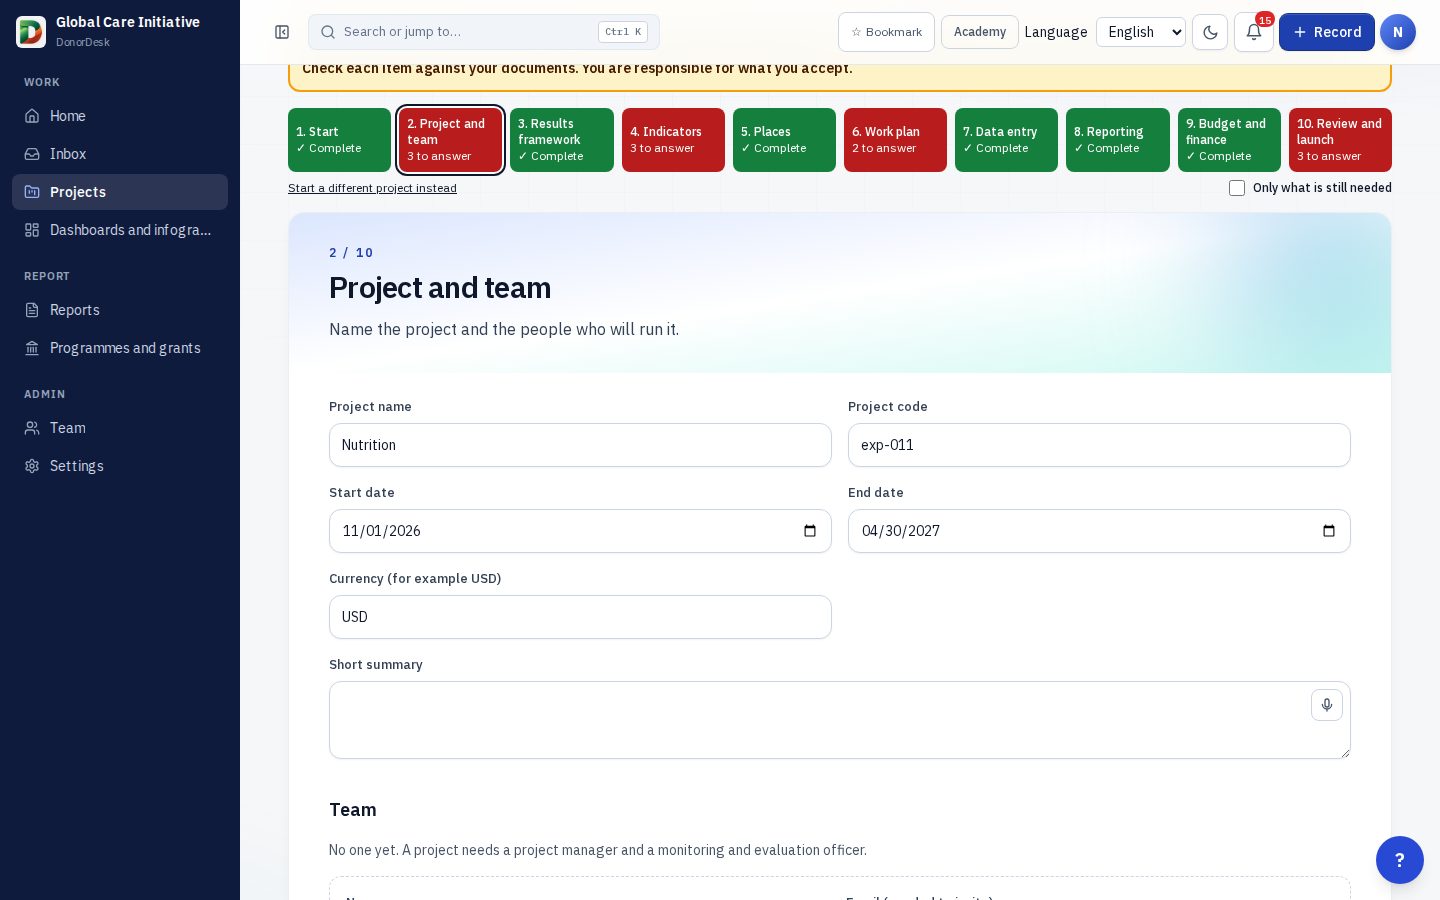 Global Care Initiative
DonorDesk
WORK
Home
Inbox
Projects
Dashboards and infogra...
REPORT
Reports
Programmes and grants
ADMIN
Team
Settings
Search or jump to...
Ctrl K
☆ Bookmark
Academy
Language
English
15
+ Record
N
Check each item against your documents. You are responsible for what you accept.
1. Start
✓ Complete
2. Project and
team
3 to answer
3. Results
framework
✓ Complete
4. Indicators
3 to answer
5. Places
✓ Complete
6. Work plan
2 to answer
7. Data entry
✓ Complete
8. Reporting
✓ Complete
9. Budget and
finance
✓ Complete
10. Review and
launch
3 to answer
Start a different project instead
Only what is still needed
2 / 10
Project and team
Name the project and the people who will run it.
Project name
Project code
Nutrition
exp-011
Start date
End date
11/01/2026
04/30/2027
Currency (for example USD)
USD
Short summary
Team
No one yet. A project needs a project manager and a monitoring and evaluation officer.
?